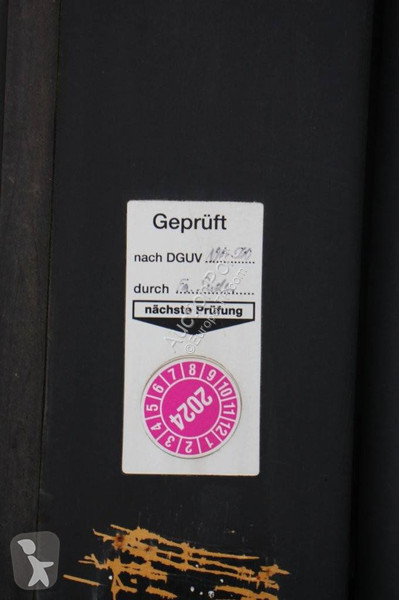 Geprüft
nach DGUV
durch Fa.
nächste Prüfung
1 2 3 4 5 6 7 8 9 10 11 12
2024